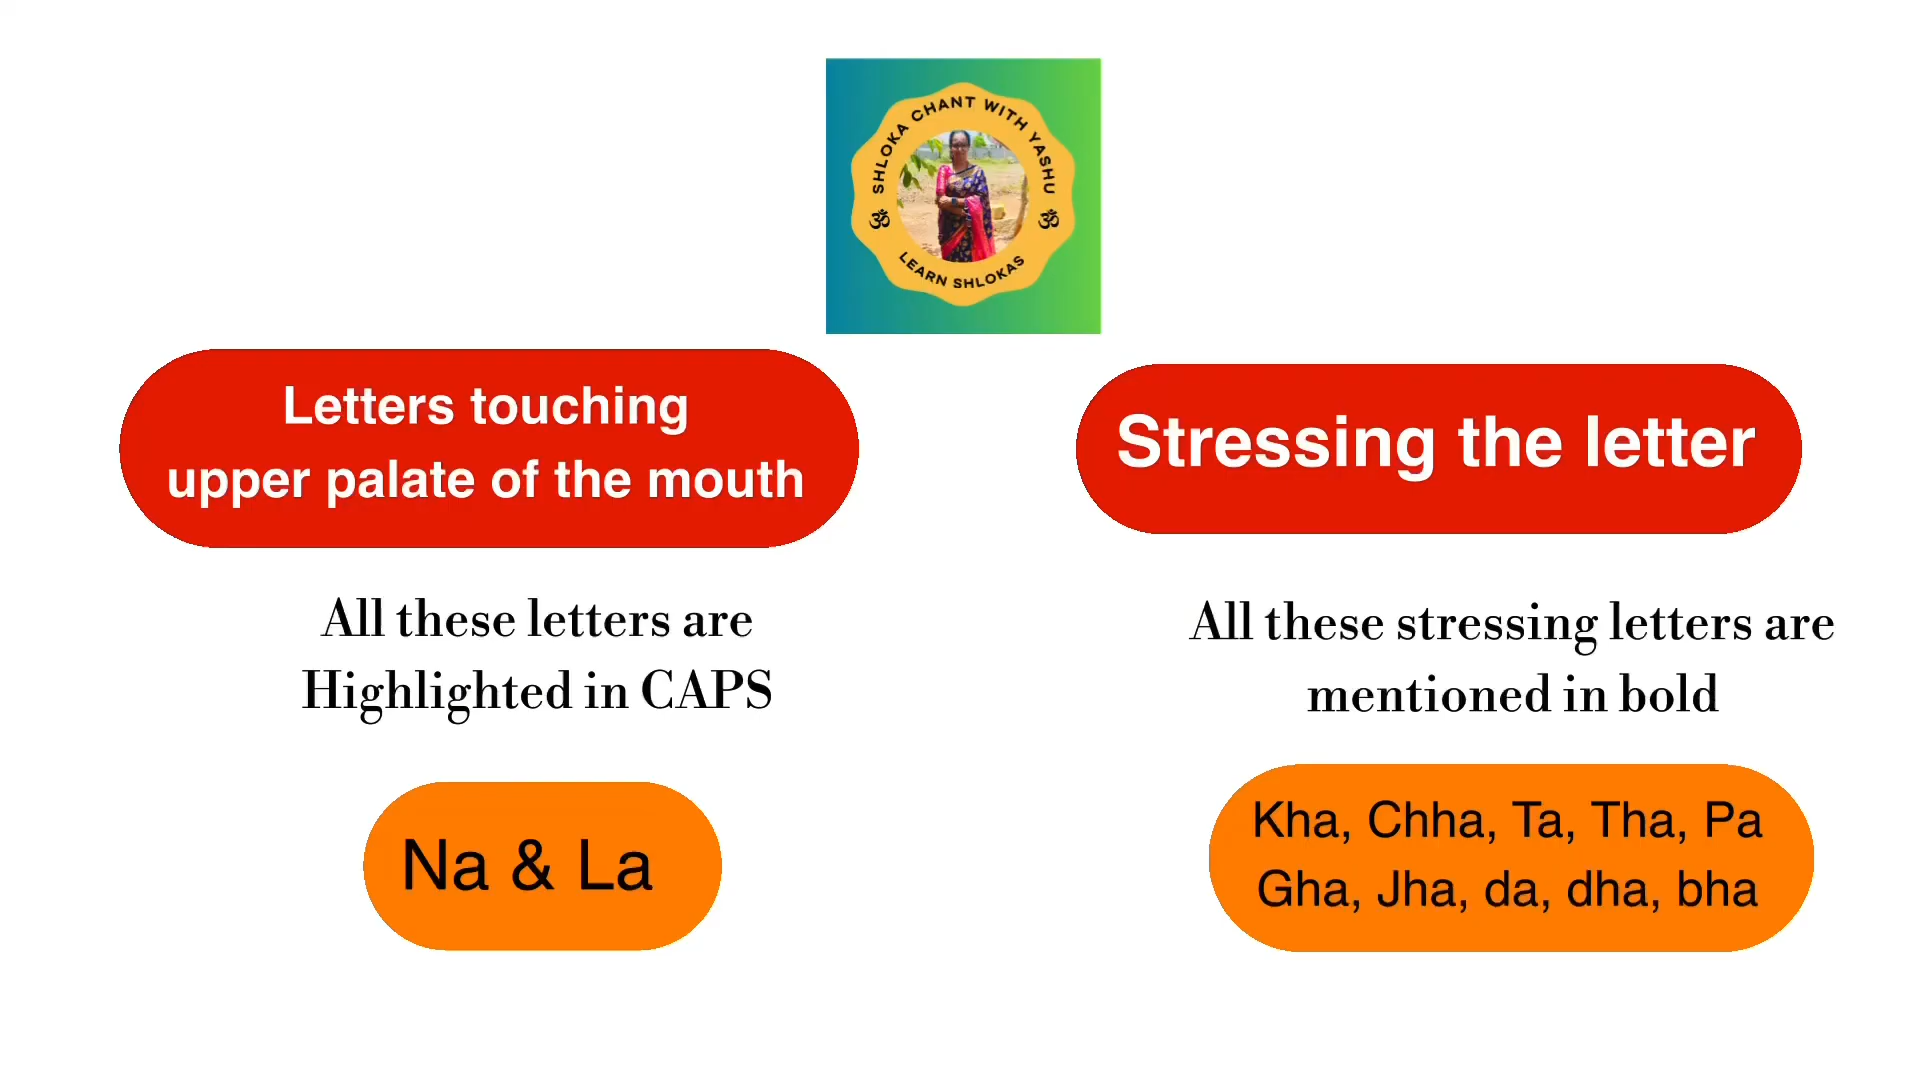 SHLOKA CHANT WITH YASHU
ॐ ॐ
LEARN SHLOKAS
Letters touching
upper palate of the mouth
Stressing the letter
All these letters are
Highlighted in CAPS
All these stressing letters are
mentioned in bold
Na & La
Kha, Chha, Ta, Tha, Pa
Gha, Jha, da, dha, bha